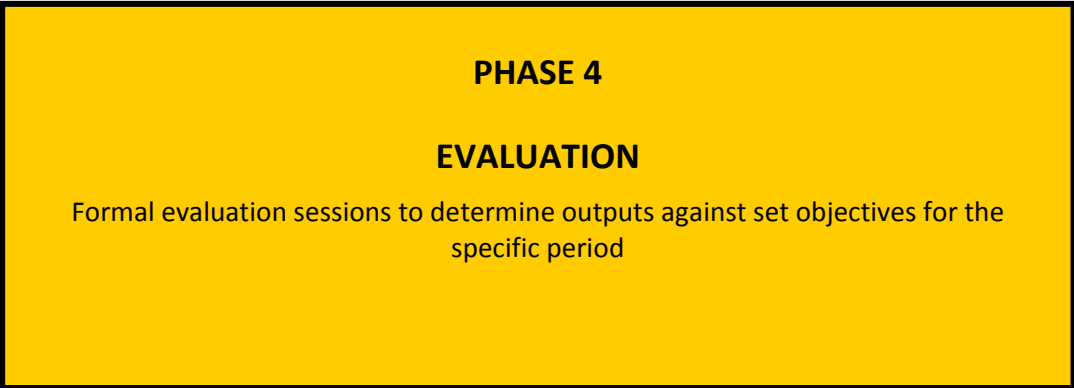 PHASE 4
EVALUATION
Formal evaluation sessions to determine outputs against set objectives for the
specific period